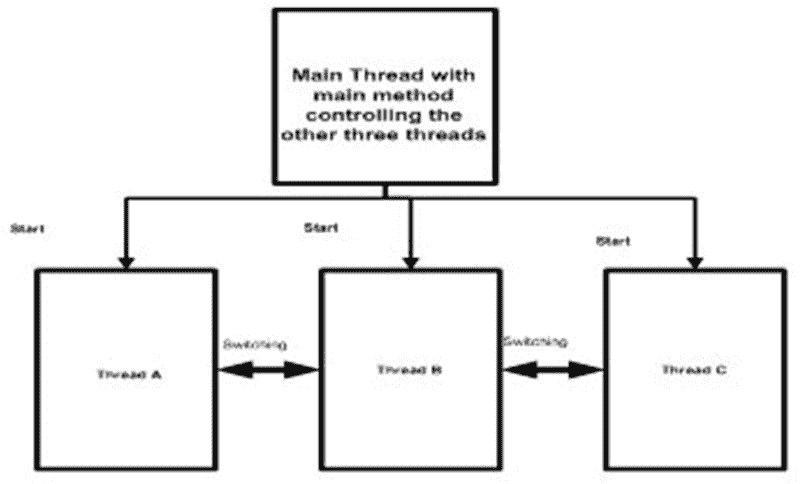 Main Thread with
main method
controlling the
other three threads
Start
Start
Start
Switching
Switching
Thread A
Thread B
Thread C